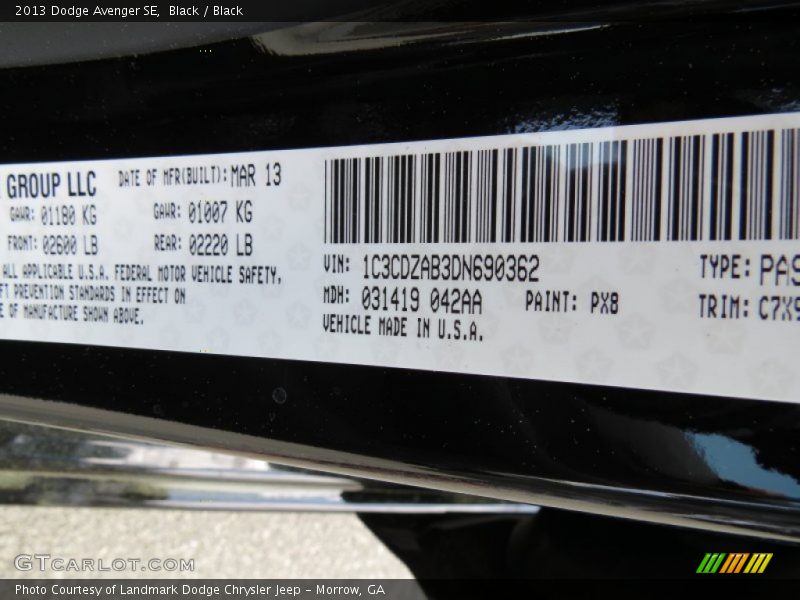 2013 Dodge Avenger SE, Black / Black
GROUP LLC DATE OF MFR(BUILT): MAR 13
GAWR: 01180 KG GAWR: 01007 KG
FRONT: 02600 LB REAR: 02220 LB
ALL APPLICABLE U.S.A. FEDERAL MOTOR VEHICLE SAFETY,
FT PREVENTION STANDARDS IN EFFECT ON
E OF MANUFACTURE SHOWN ABOVE.
VIN: 1C3CDZAB3DN690362 TYPE: PAS
MDH: 031419 042AA PAINT: PX8 TRIM: C7X9
VEHICLE MADE IN U.S.A.
GTCARLOT.COM
Photo Courtesy of Landmark Dodge Chrysler Jeep – Morrow, GA